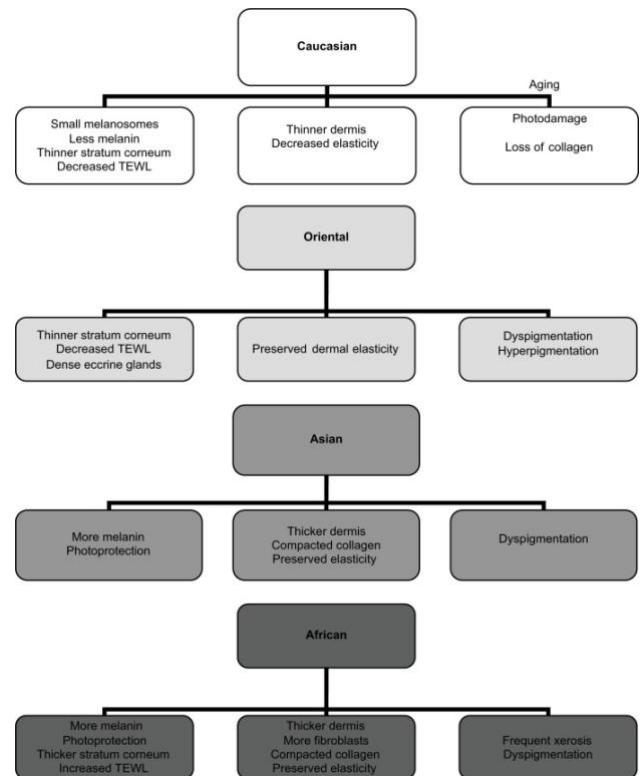 Caucasian
Aging
Small melanosomes
Less melanin
Thinner stratum corneum
Decreased TEWL
Thinner dermis
Decreased elasticity
Photodamage
Loss of collagen
Oriental
Thinner stratum corneum
Decreased TEWL
Dense eccrine glands
Preserved dermal elasticity
Dyspigmentation
Hyperpigmentation
Asian
More melanin
Photoprotection
Thicker dermis
Compacted collagen
Preserved elasticity
Dyspigmentation
African
More melanin
Photoprotection
Thicker stratum corneum
Increased TEWL
Thicker dermis
More fibroblasts
Compacted collagen
Preserved elasticity
Frequent xerosis
Dyspigmentation